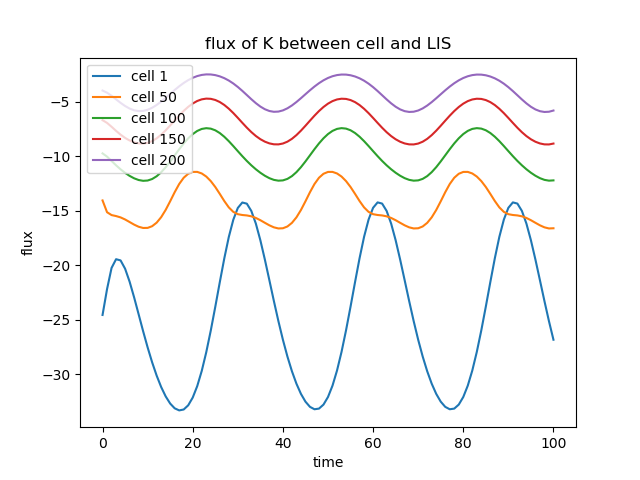 flux of K between cell and LIS
cell 1
cell 50
cell 100
cell 150
cell 200
−5
−10
−15
−20
−25
−30
flux
0 20 40 60 80 100
time